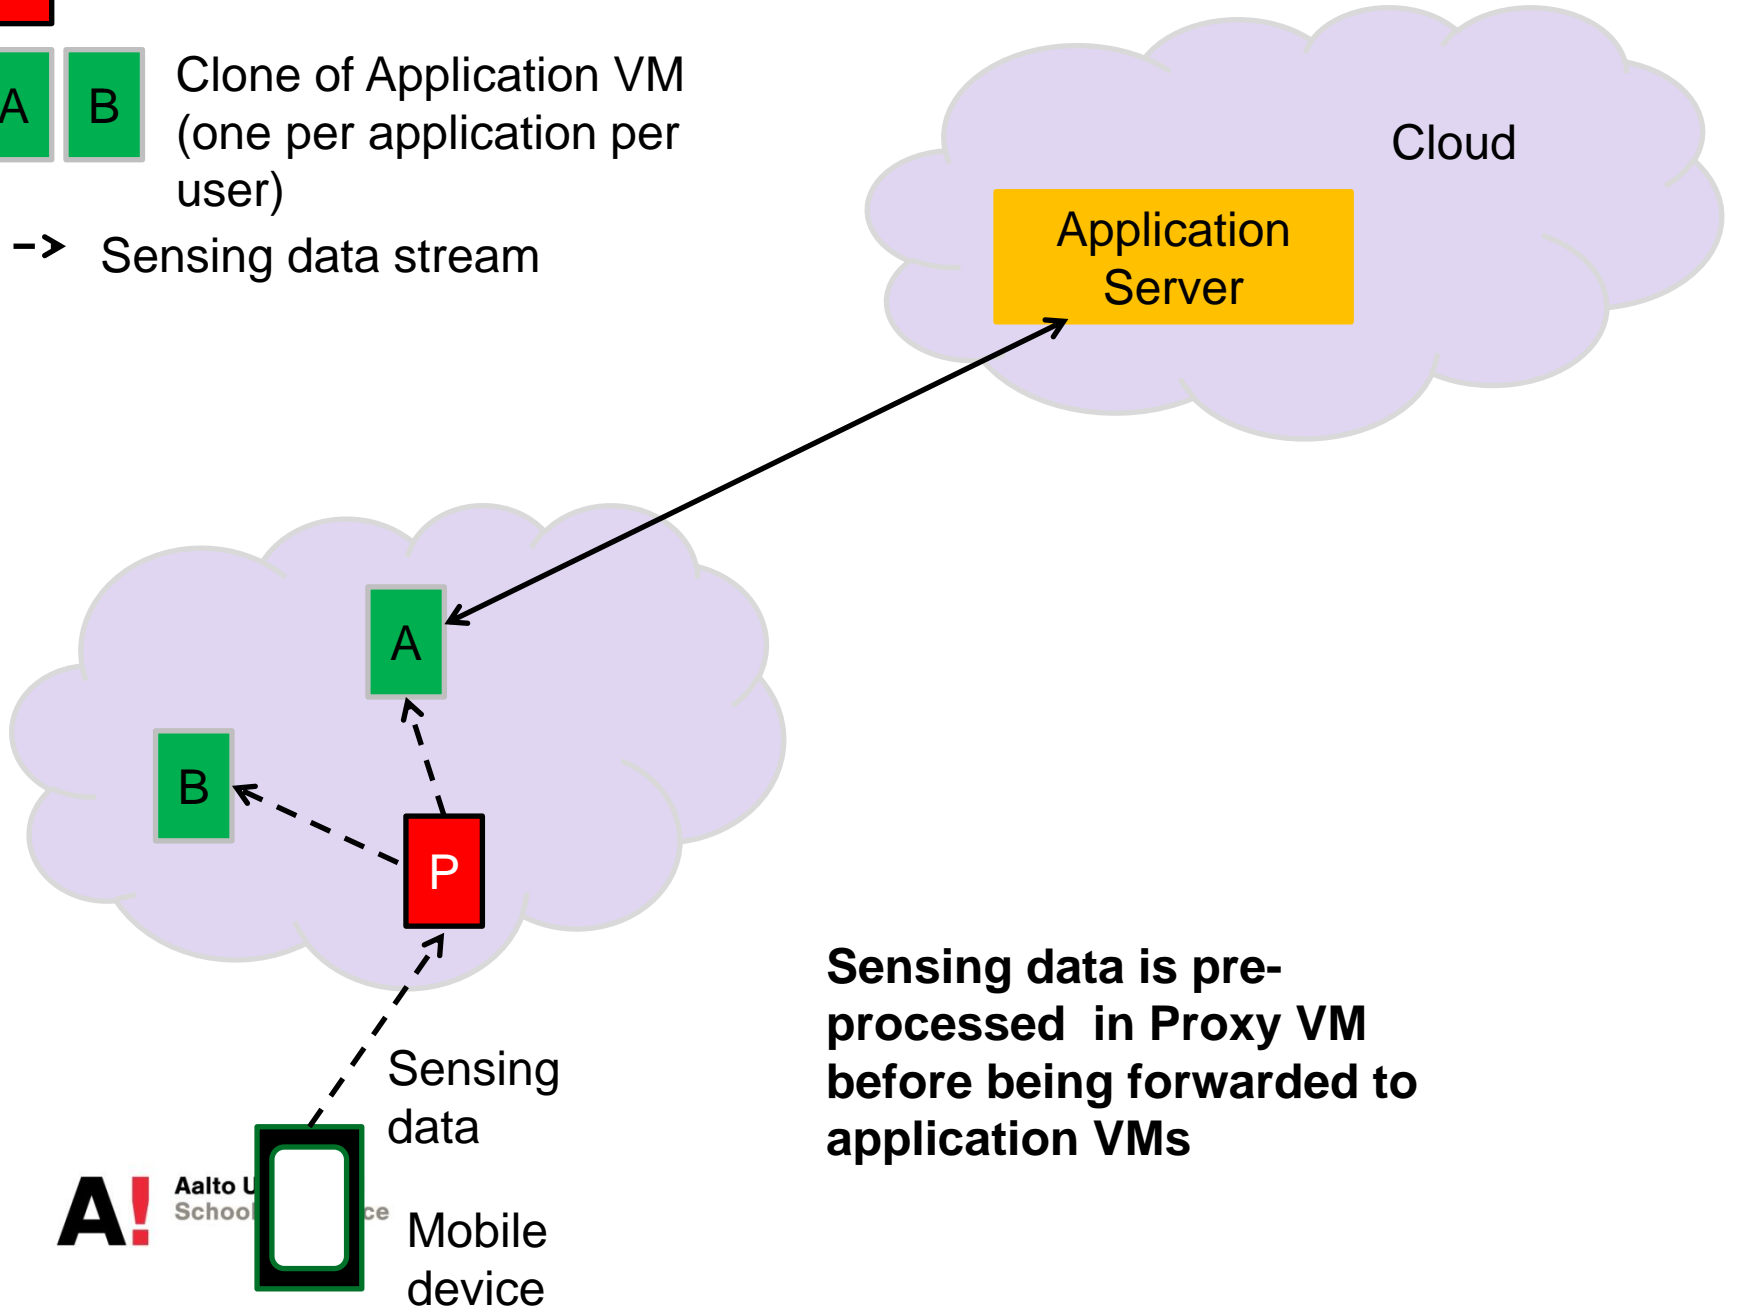 A B
Clone of Application VM
(one per application per
user)
Sensing data stream
Cloud
Application
Server
A
B
P
Sensing
data
Sensing data is pre-
processed in Proxy VM
before being forwarded to
application VMs
A!
Aalto
Mobile
device